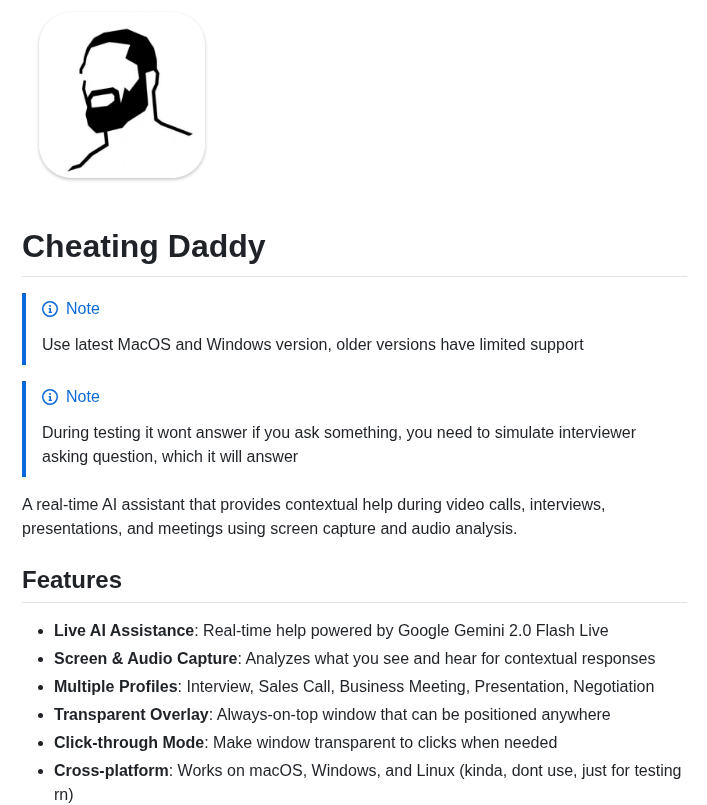 Cheating Daddy
Note
Use latest MacOS and Windows version, older versions have limited support
Note
During testing it wont answer if you ask something, you need to simulate interviewer
asking question, which it will answer
A real-time AI assistant that provides contextual help during video calls, interviews,
presentations, and meetings using screen capture and audio analysis.
Features
• Live AI Assistance: Real-time help powered by Google Gemini 2.0 Flash Live
• Screen & Audio Capture: Analyzes what you see and hear for contextual responses
• Multiple Profiles: Interview, Sales Call, Business Meeting, Presentation, Negotiation
• Transparent Overlay: Always-on-top window that can be positioned anywhere
• Click-through Mode: Make window transparent to clicks when needed
• Cross-platform: Works on macOS, Windows, and Linux (kinda, dont use, just for testing
rn)